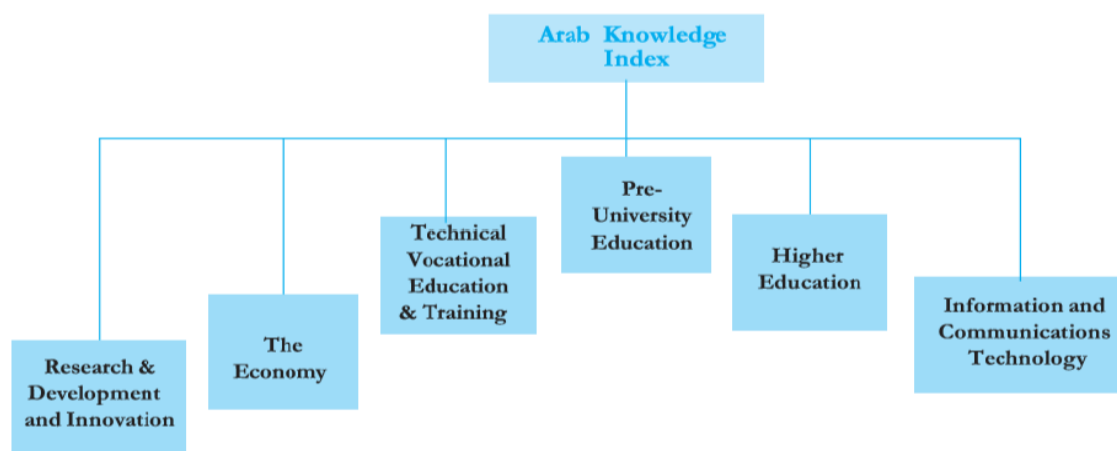 Arab Knowledge
Index
Research &
Development
and Innovation
The
Economy
Technical
Vocational
Education
& Training
Pre-
University
Education
Higher
Education
Information and
Communications
Technology